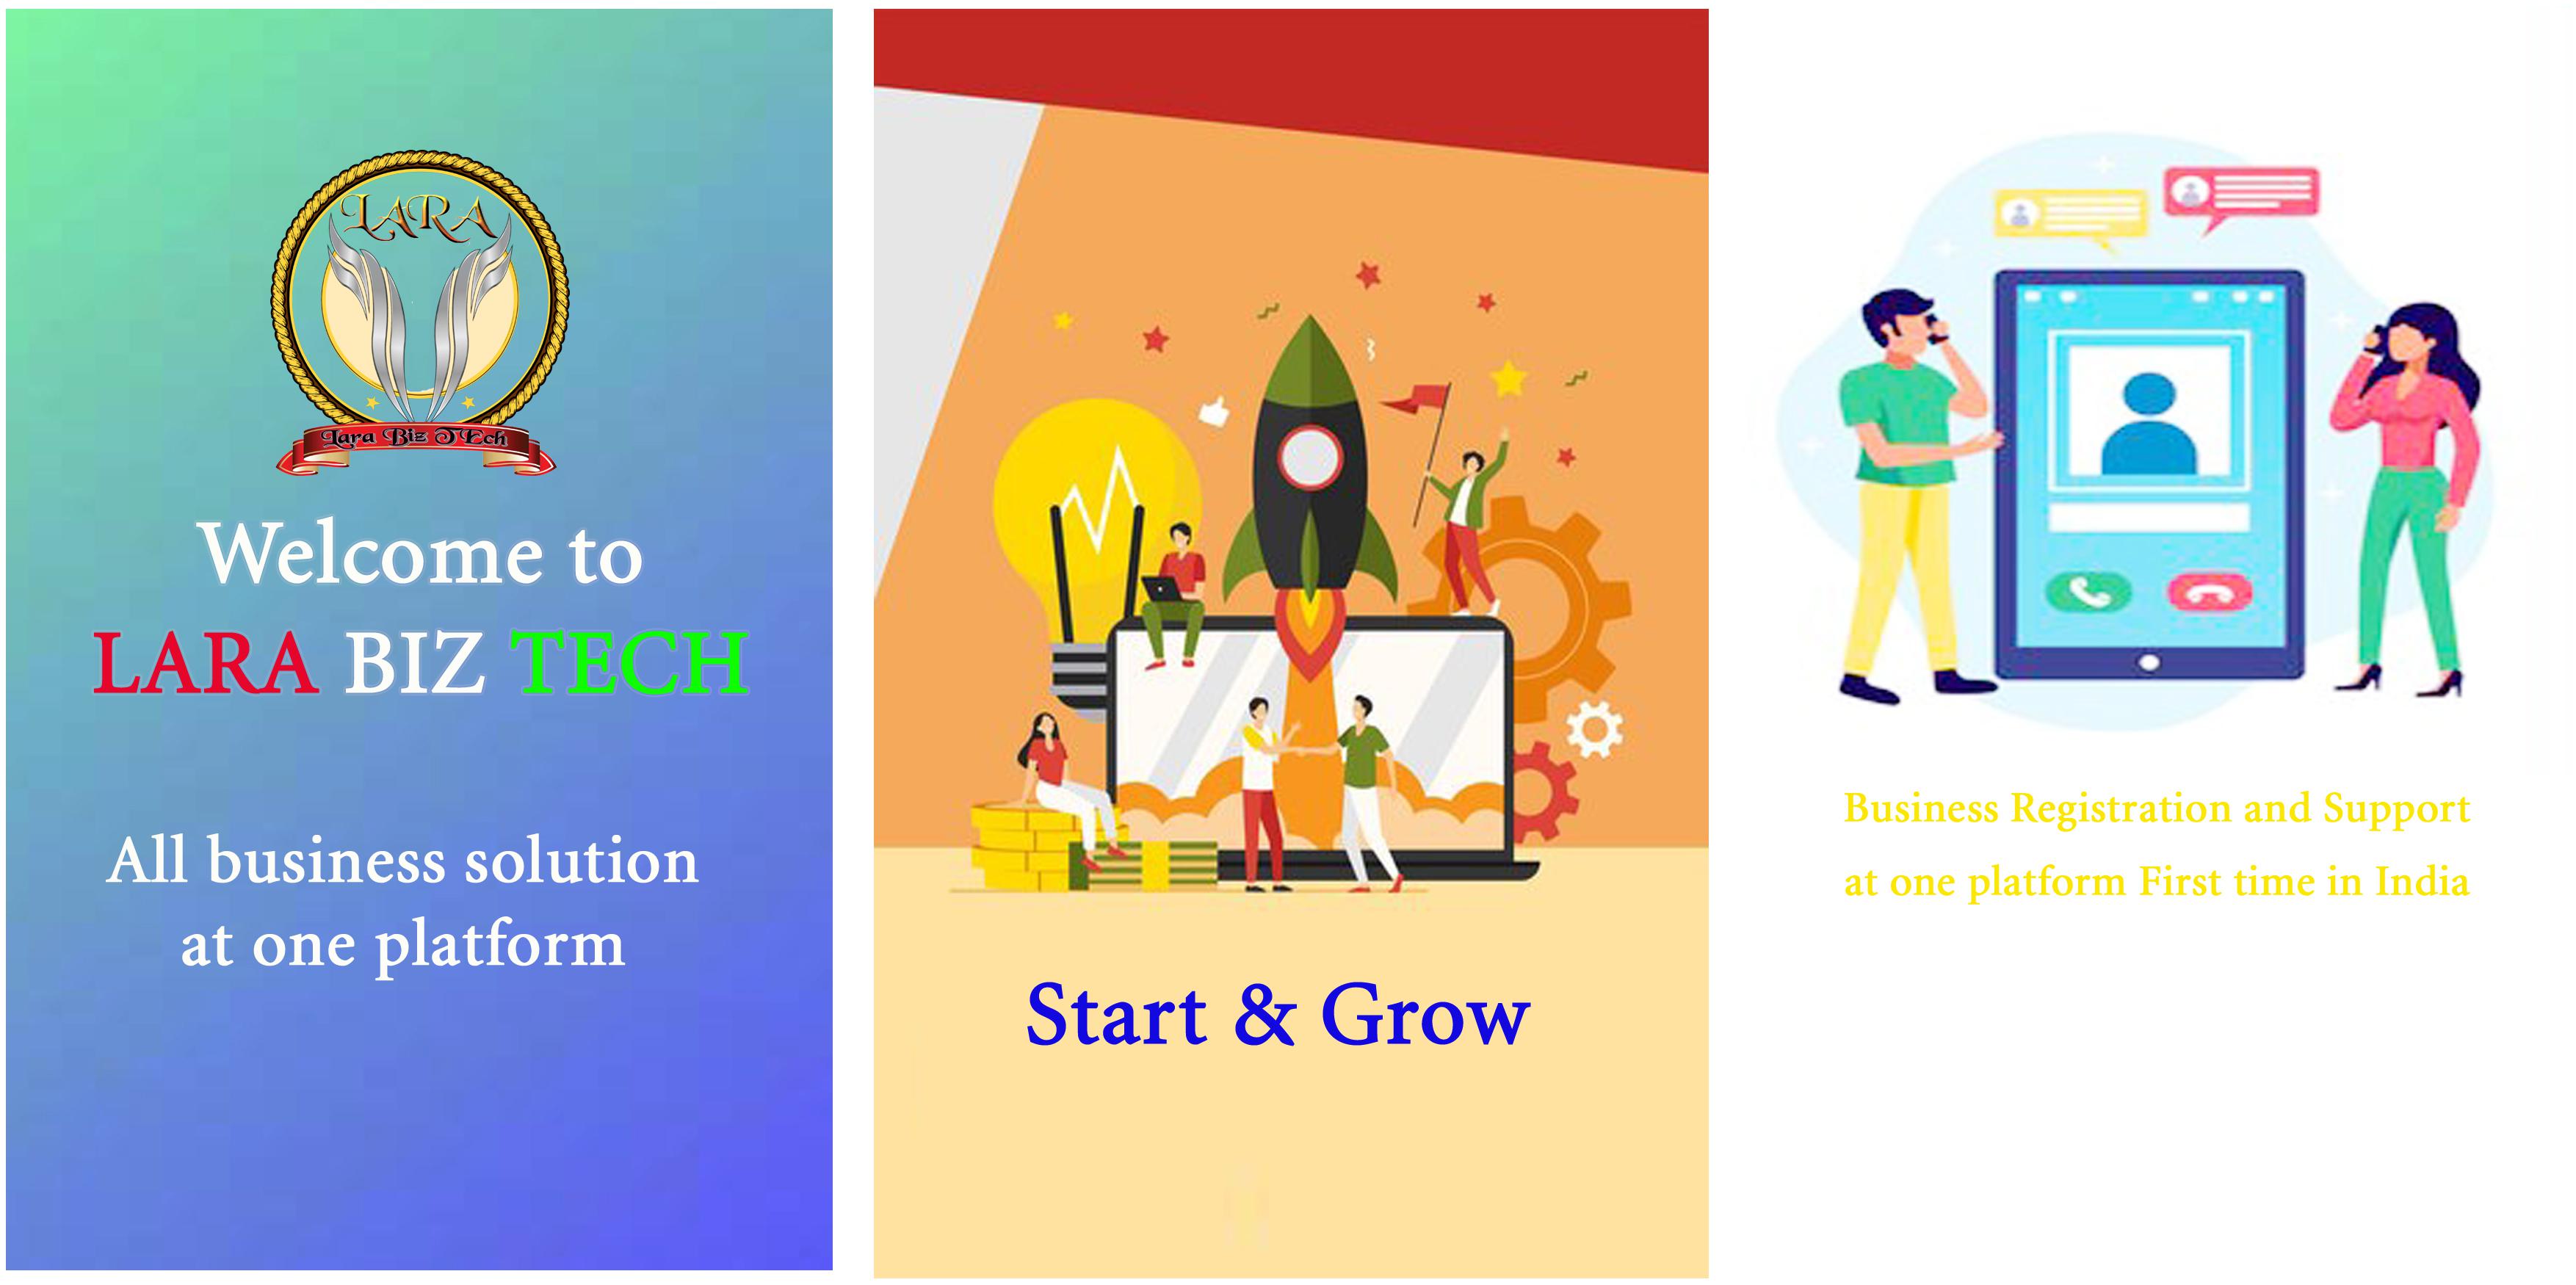 LARA
Lara Biz TEch
Welcome to
LARA BIZ TECH
All business solution
at one platform
Start & Grow
Business Registration and Support
at one platform First time in India